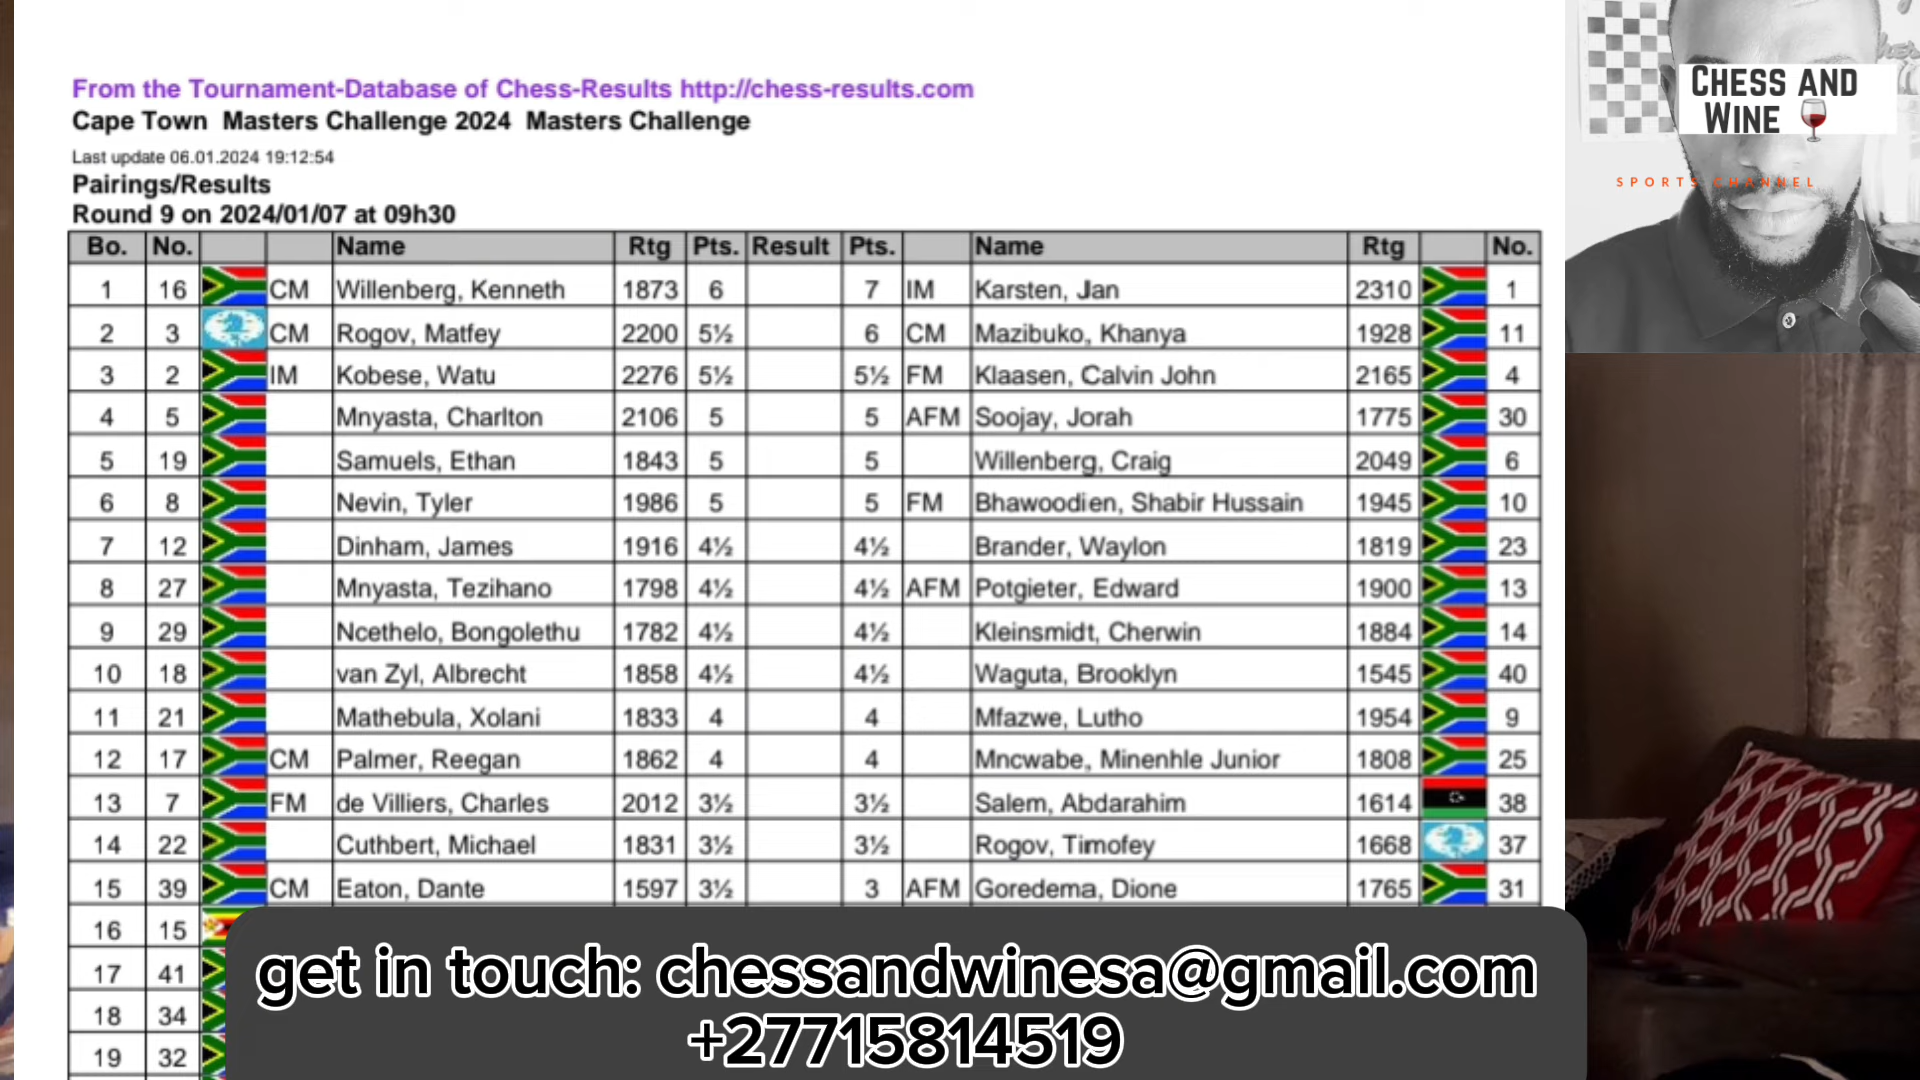 From the Tournament-Database of Chess-Results http://chess-results.com
Cape Town Masters Challenge 2024 Masters Challenge
Last update 06.01.2024 19:12:54
Pairings/Results
Round 9 on 2024/01/07 at 09h30
Bo. No. Name Rtg Pts. Result Pts. Name Rtg No.
1 16 CM Willenberg, Kenneth 1873 6 7 IM Karsten, Jan 2310 1
2 3 CM Rogov, Matfey 2200 5½ 6 CM Mazibuko, Khanya 1928 11
3 2 IM Kobese, Watu 2276 5½ 5½ FM Klaasen, Calvin John 2165 4
4 5 Mnyasta, Charlton 2106 5 5 AFM Soojay, Jorah 1775 30
5 19 Samuels, Ethan 1843 5 5 Willenberg, Craig 2049 6
6 8 Nevin, Tyler 1986 5 5 FM Bhawoodien, Shabir Hussain 1945 10
7 12 Dinham, James 1916 4½ 4½ Brander, Waylon 1819 23
8 27 Mnyasta, Tezihano 1798 4½ 4½ AFM Potgieter, Edward 1900 13
9 29 Ncethelo, Bongolethu 1782 4½ 4½ Kleinsmidt, Cherwin 1884 14
10 18 van Zyl, Albrecht 1858 4½ 4½ Waguta, Brooklyn 1545 40
11 21 Mathebula, Xolani 1833 4 4 Mfazwe, Lutho 1954 9
12 17 CM Palmer, Reegan 1862 4 4 Mncwabe, Minenhle Junior 1808 25
13 7 FM de Villiers, Charles 2012 3½ 3½ Salem, Abdarahim 1614 38
14 22 Cuthbert, Michael 1831 3½ 3½ Rogov, Timofey 1668 37
15 39 CM Eaton, Dante 1597 3½ 3 AFM Goredema, Dione 1765 31
16 15
17 41
18 34
19 32
get in touch: chessandwinesa@gmail.com
+27715814519
CHESS AND
WINE
SPORTS CHANNEL